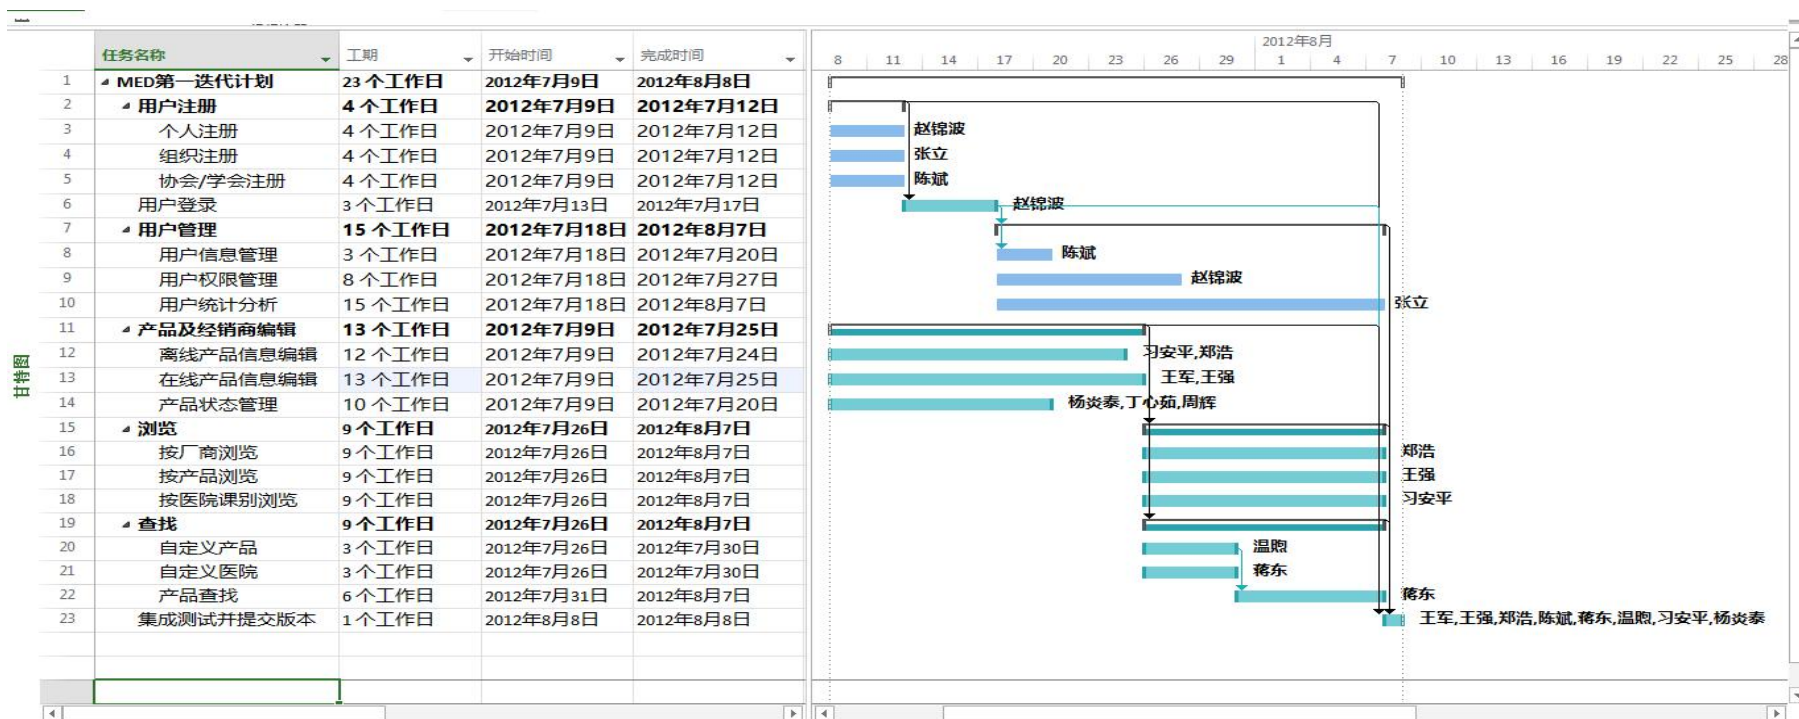 2012年8月
任务名称 工期 开始时间 完成时间 8 11 14 17 20 23 26 29 1 4 7 10 13 16 19 22 25 28
1 MED第一迭代计划 23 个工作日 2012年7月9日 2012年8月8日
2 用户注册 4 个工作日 2012年7月9日 2012年7月12日
3 个人注册 4 个工作日 2012年7月9日 2012年7月12日 赵锦波
4 组织注册 4 个工作日 2012年7月9日 2012年7月12日 张立
5 协会/学会注册 4 个工作日 2012年7月9日 2012年7月12日 陈斌
6 用户登录 3 个工作日 2012年7月13日 2012年7月17日 赵锦波
7 用户管理 15 个工作日 2012年7月18日 2012年8月7日
8 用户信息管理 3 个工作日 2012年7月18日 2012年7月20日 陈斌
9 用户权限管理 8 个工作日 2012年7月18日 2012年7月27日 赵锦波
10 用户统计分析 15 个工作日 2012年7月18日 2012年8月7日 张立
11 产品及经销商编辑 13 个工作日 2012年7月9日 2012年7月25日
12 离线产品信息编辑 12 个工作日 2012年7月9日 2012年7月24日 习安平,郑浩
13 在线产品信息编辑 13 个工作日 2012年7月9日 2012年7月25日 王军,王强
14 产品状态管理 10 个工作日 2012年7月9日 2012年7月20日 杨炎泰,丁心茹,周辉
15 浏览 9 个工作日 2012年7月26日 2012年8月7日
16 按厂商浏览 9 个工作日 2012年7月26日 2012年8月7日 郑浩
17 按产品浏览 9 个工作日 2012年7月26日 2012年8月7日 王强
18 按医院课别浏览 9 个工作日 2012年7月26日 2012年8月7日 习安平
19 查找 9 个工作日 2012年7月26日 2012年8月7日
20 自定义产品 3 个工作日 2012年7月26日 2012年7月30日 温煦
21 自定义医院 3 个工作日 2012年7月26日 2012年7月30日 蒋东
22 产品查找 6 个工作日 2012年7月31日 2012年8月7日 蒋东
23 集成测试并提交版本 1 个工作日 2012年8月8日 2012年8月8日 王军,王强,郑浩,陈斌,蒋东,温煦,习安平,杨炎泰
甘特图